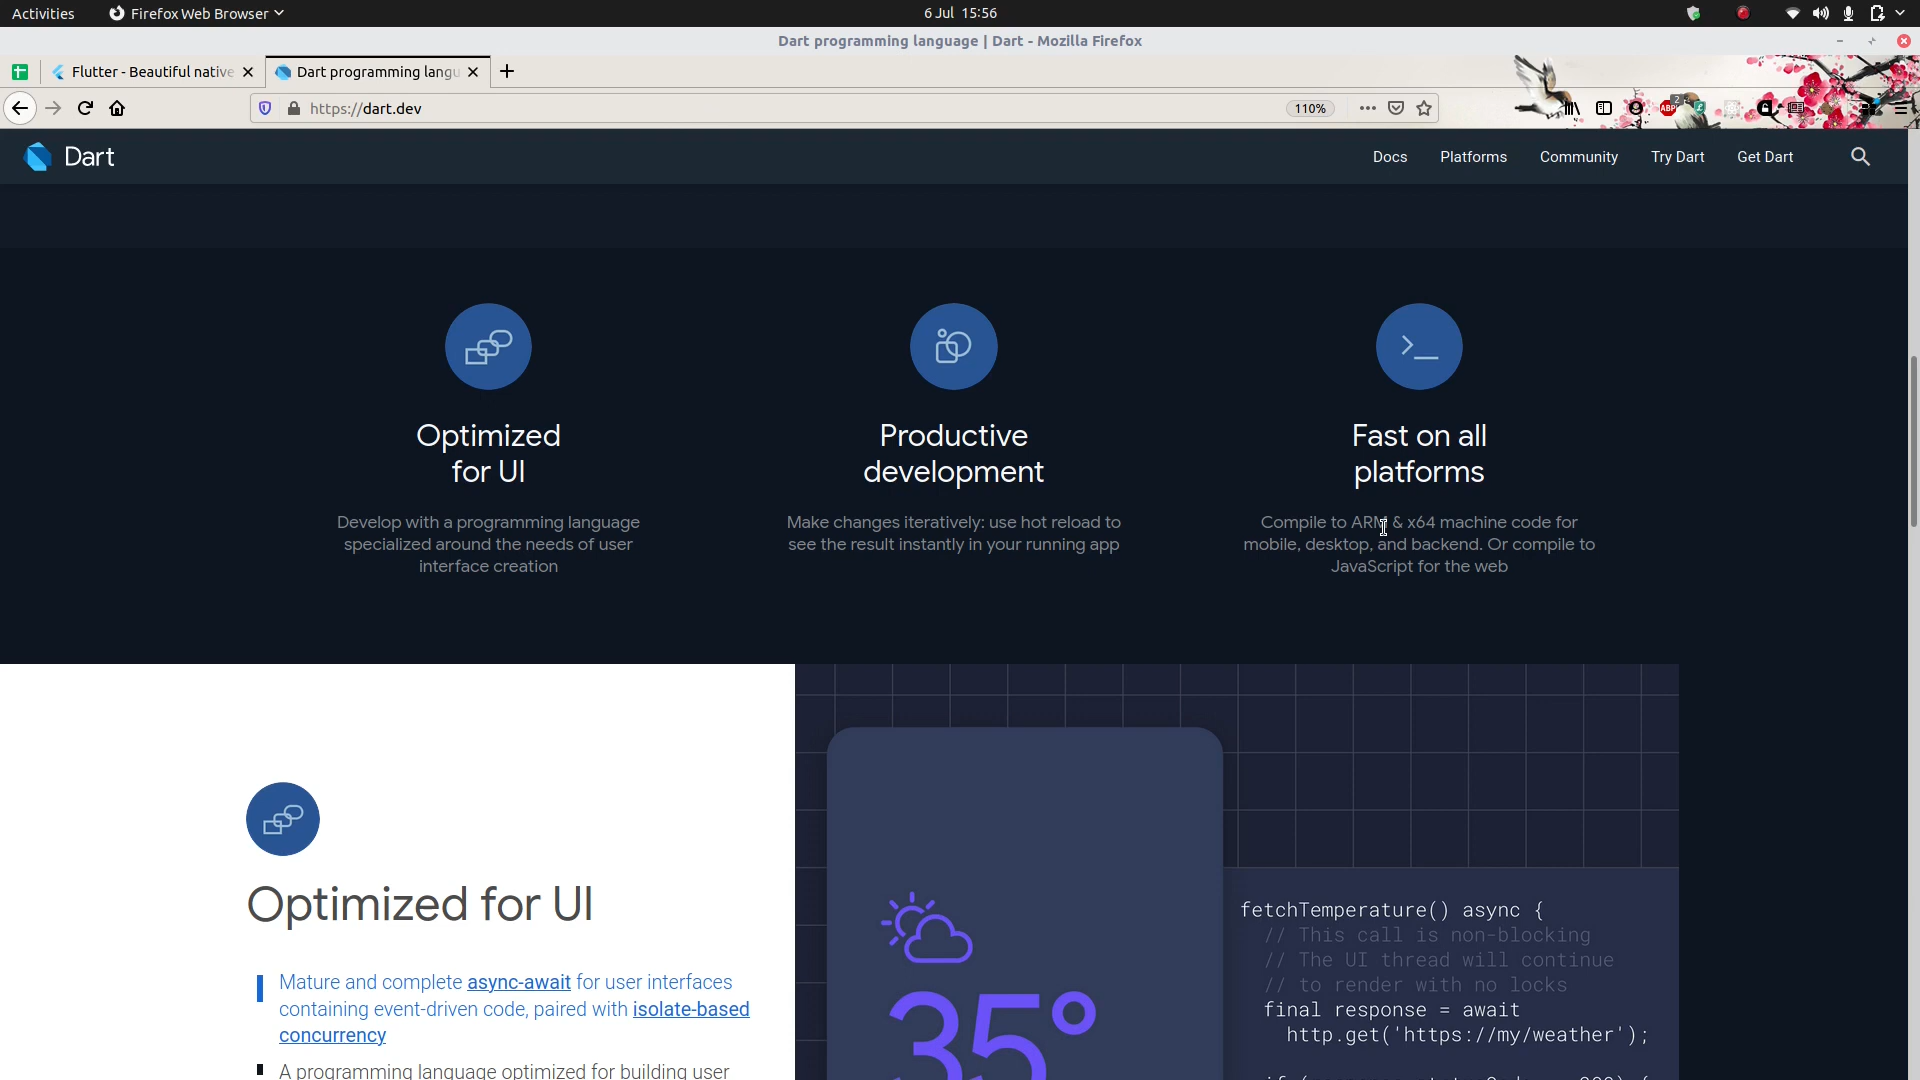 Activities
Firefox Web Browser
6 Jul 15:56
Dart programming language | Dart - Mozilla Firefox
Flutter - Beautiful native
Dart programming langu
https://dart.dev
110%
ABP
2
Dart
Docs
Platforms
Community
Try Dart
Get Dart
Optimized
for UI
Develop with a programming language
specialized around the needs of user
interface creation
Productive
development
Make changes iteratively: use hot reload to
see the result instantly in your running app
Fast on all
platforms
Compile to ARM & x64 machine code for
mobile, desktop, and backend. Or compile to
JavaScript for the web
Optimized for UI
Mature and complete async-await for user interfaces
containing event-driven code, paired with isolate-based
concurrency
A programming language optimized for building user
35°
fetchTemperature() async {
// This call is non-blocking
// The UI thread will continue
// to render with no locks
final response = await
http.get('https://my/weather');